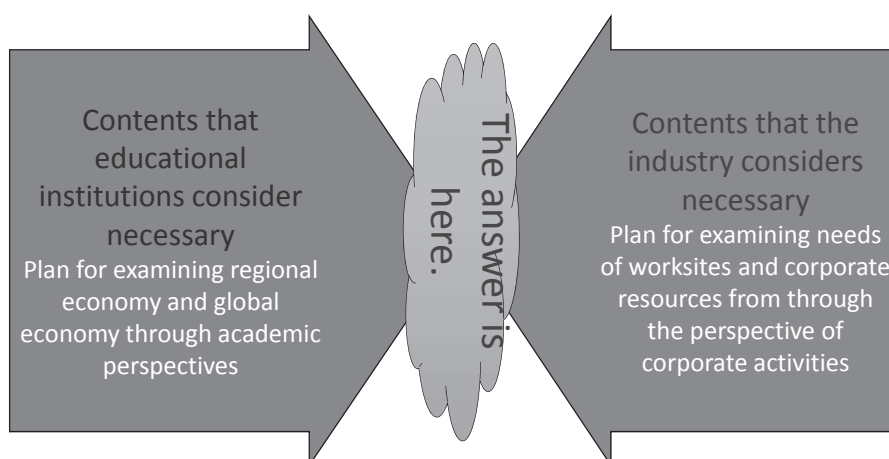 Contents that
educational
institutions consider
necessary
Plan for examining regional
economy and global
economy through academic
perspectives
The answer is
here.
Contents that the
industry considers
necessary
Plan for examining needs
of worksites and corporate
resources from through
the perspective of
corporate activities